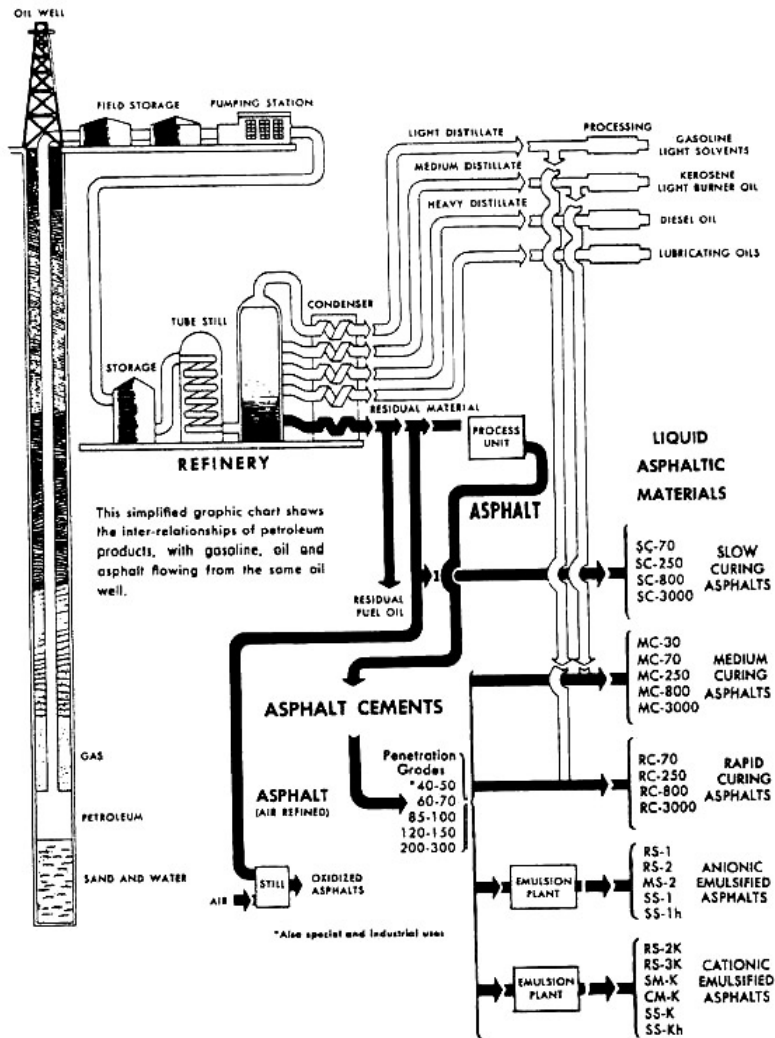 OIL WELL
FIELD STORAGE
PUMPING STATION
LIGHT DISTILLATE
PROCESSING
GASOLINE
LIGHT SOLVENTS
MEDIUM DISTILLATE
KEROSENE
LIGHT BURNER OIL
HEAVY DISTILLATE
DIESEL OIL
LUBRICATING OILS
CONDENSER
TUBE STILL
STORAGE
RESIDUAL MATERIAL
PROCESS
UNIT
REFINERY
LIQUID
ASPHALTIC
MATERIALS
ASPHALT
This simplified graphic chart shows
the inter-relationships of petroleum
products, with gasoline, oil and
asphalt flowing from the same oil
well.
RESIDUAL
FUEL OIL
SC-70
SC-250
SC-800
SC-3000
SLOW
CURING
ASPHALTS
MC-30
MC-70
MC-250
MC-800
MC-3000
MEDIUM
CURING
ASPHALTS
ASPHALT CEMENTS
GAS
PETROLEUM
SAND AND WATER
Penetration
Grades
*40-50
60-70
85-100
120-150
200-300
RC-70
RC-250
RC-800
RC-3000
RAPID
CURING
ASPHALTS
ASPHALT
(AIR REFINED)
AIR
STILL
OXIDIZED
ASPHALTS
EMULSION
PLANT
RS-1
RS-2
MS-2
SS-1
SS-1h
ANIONIC
EMULSIFIED
ASPHALTS
*Also special and industrial uses
EMULSION
PLANT
RS-2K
RS-3K
SM-K
CM-K
SS-K
SS-Kh
CATIONIC
EMULSIFIED
ASPHALTS